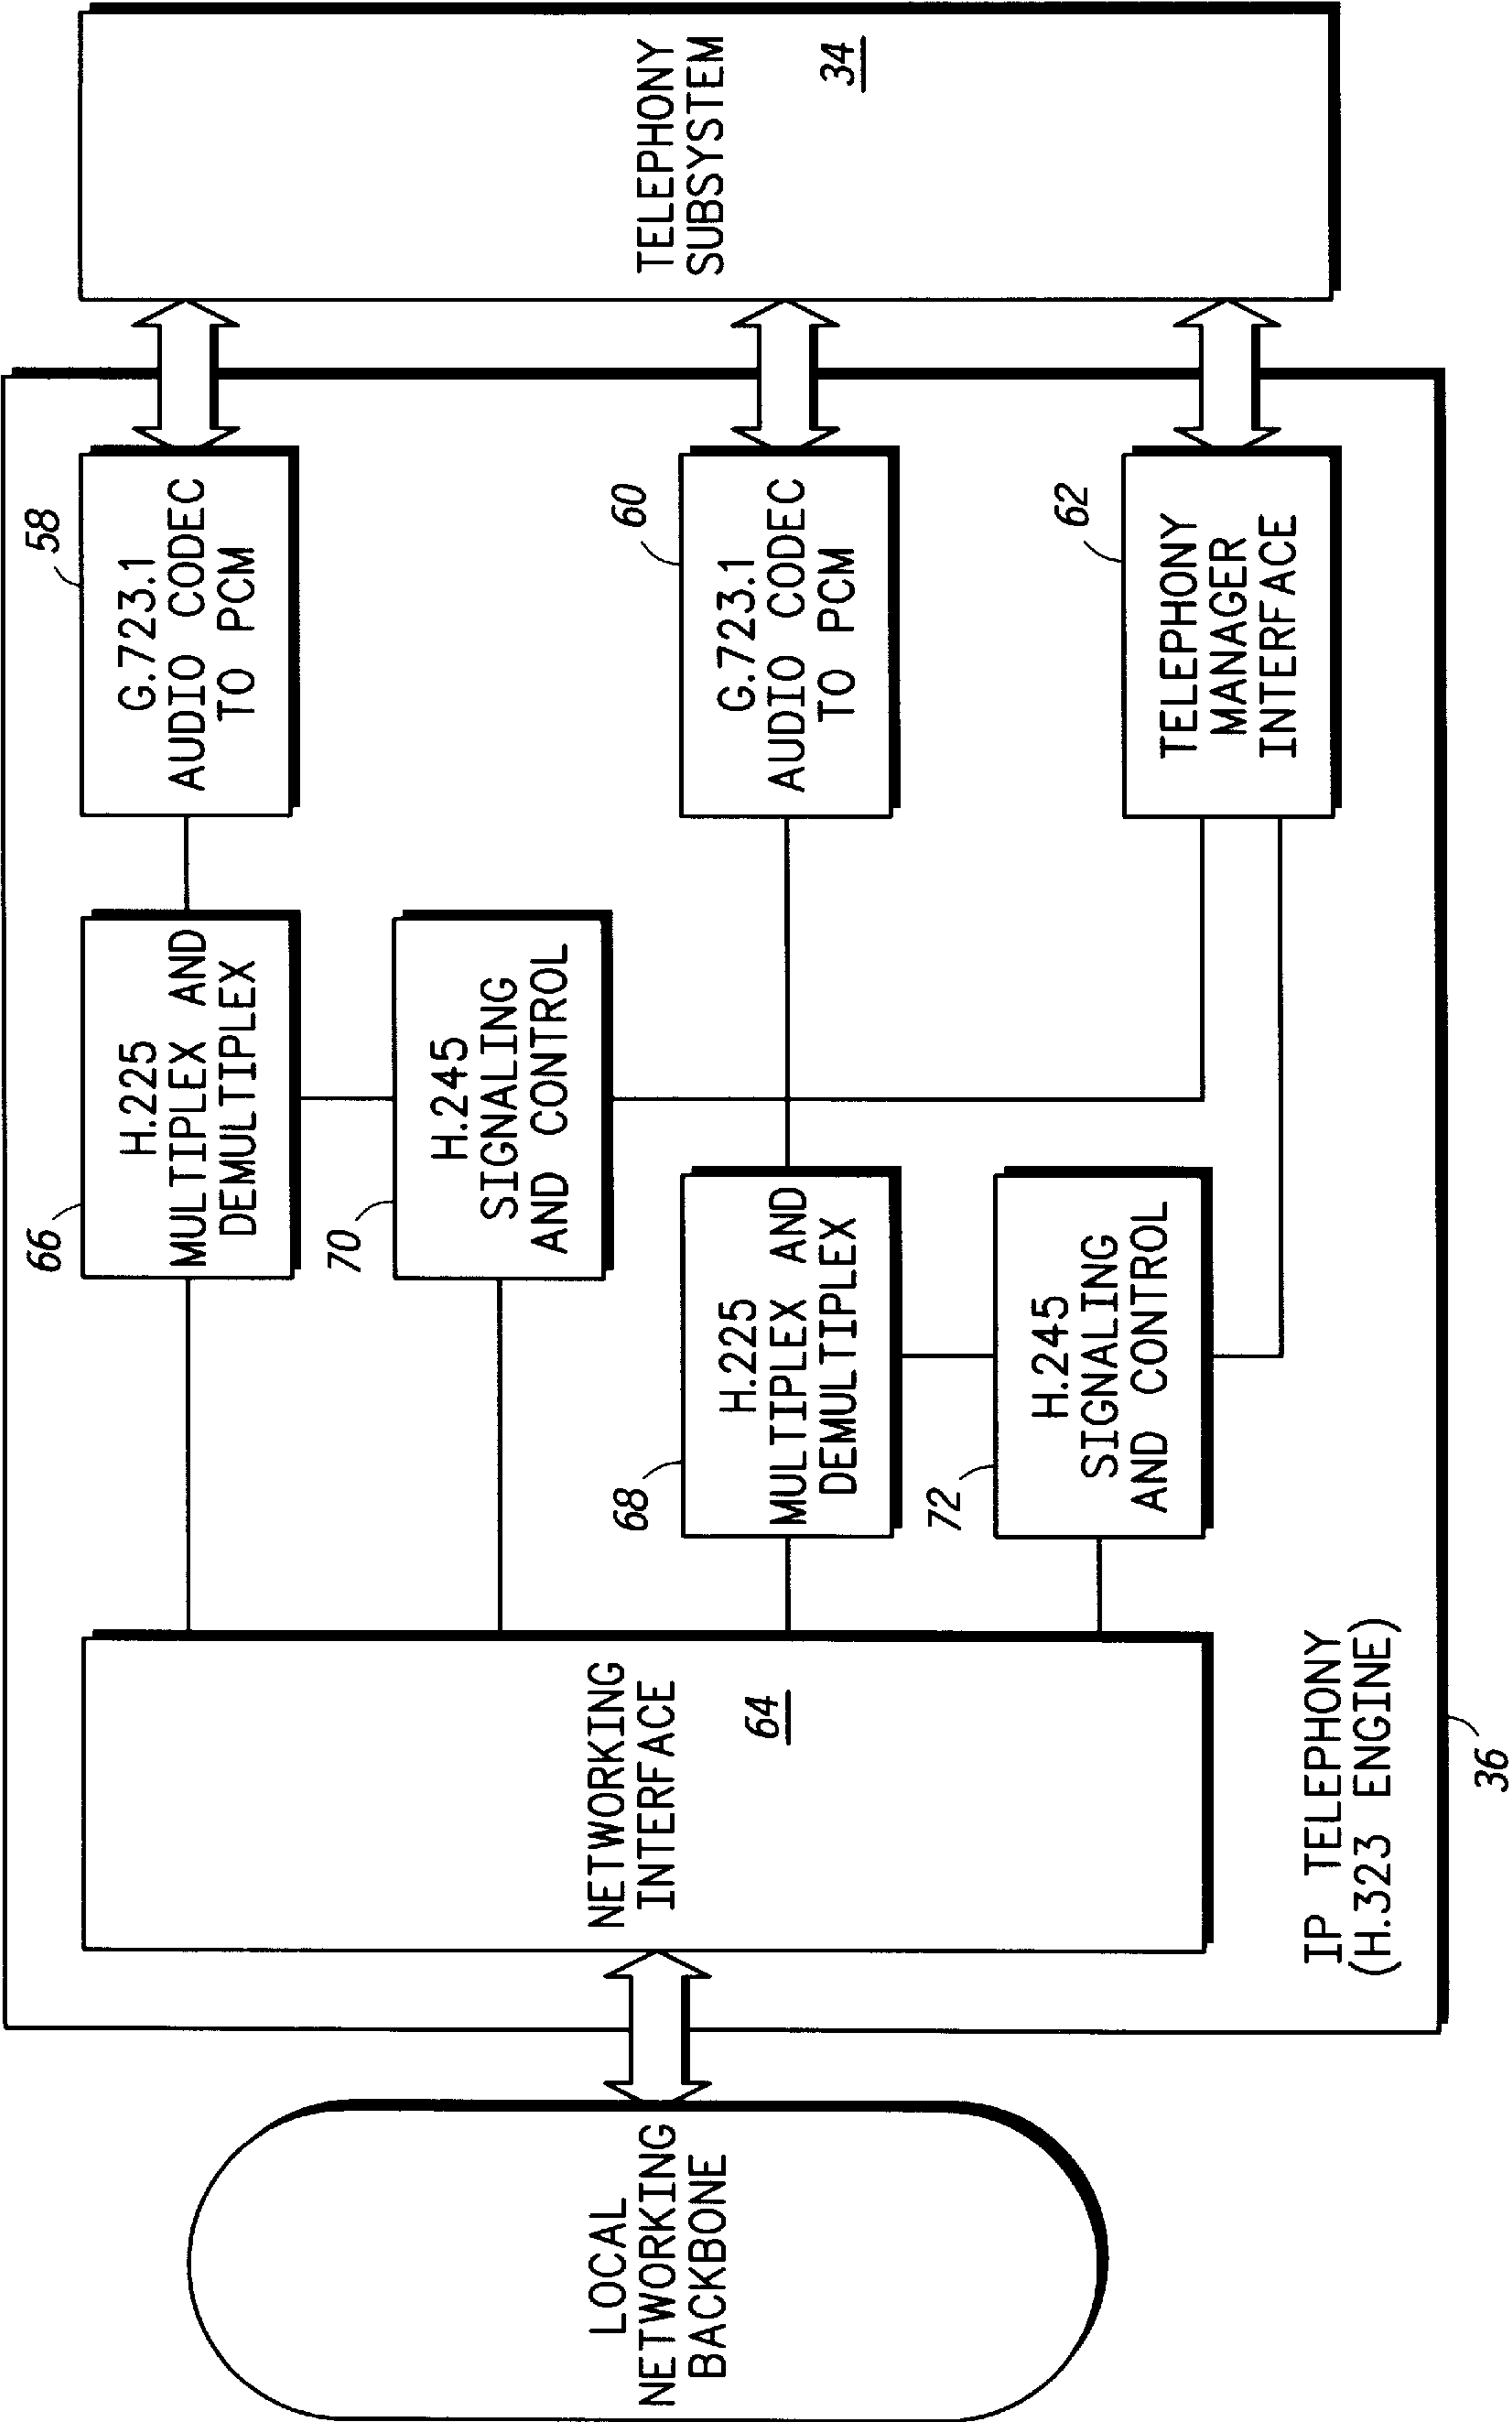 LOCAL
NETWORKING
BACKBONE
NETWORKING
INTERFACE
64
66
H.225
MULTIPLEX AND
DEMULTIPLEX
58
G.723.1
AUDIO CODEC
TO PCM
70
H.245
SIGNALING
AND CONTROL
68
H.225
MULTIPLEX AND
DEMULTIPLEX
60
G.723.1
AUDIO CODEC
TO PCM
72
H.245
SIGNALING
AND CONTROL
62
TELEPHONY
MANAGER
INTERFACE
TELEPHONY
SUBSYSTEM
34
IP TELEPHONY
(H.323 ENGINE)
36